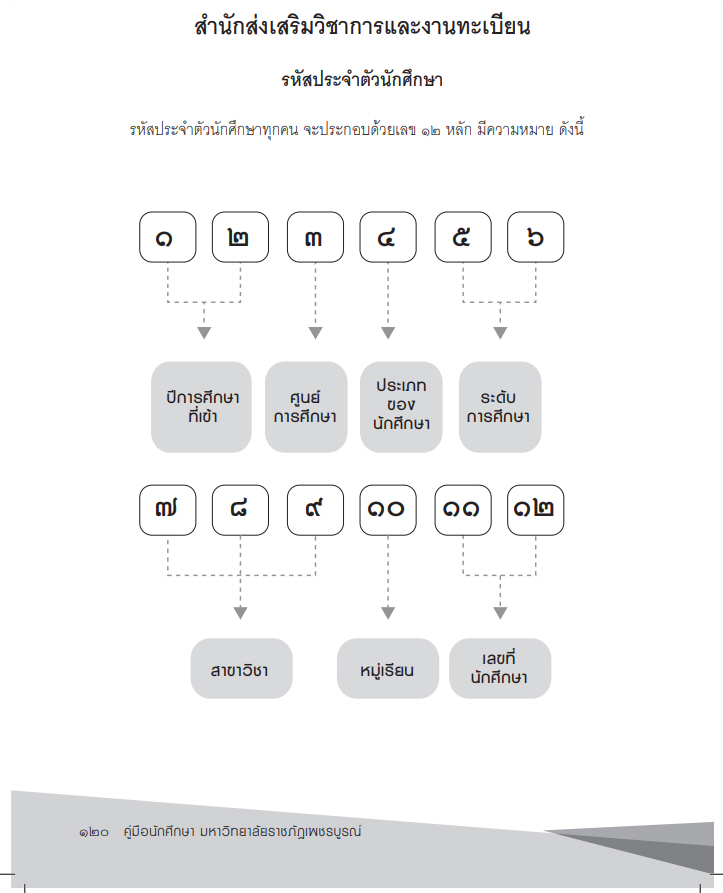 สำนักส่งเสริมวิชาการและงานทะเบียน
รหัสประจำตัวนักศึกษา
รหัสประจำตัวนักศึกษาทุกคน จะประกอบด้วยเลข ๑๒ หลัก มีความหมาย ดังนี้
๑ ๒ ๓ ๔ ๕ ๖
ปีการศึกษา
ที่เข้า
ศูนย์
การศึกษา
ประเภท
ของ
นักศึกษา
ระดับ
การศึกษา
๗ ๘ ๙ ๑๐ ๑๑ ๑๒
สาขาวิชา
หมู่เรียน
เลขที่
นักศึกษา
๑๒๐ คู่มือนักศึกษา มหาวิทยาลัยราชภัฏเพชรบูรณ์